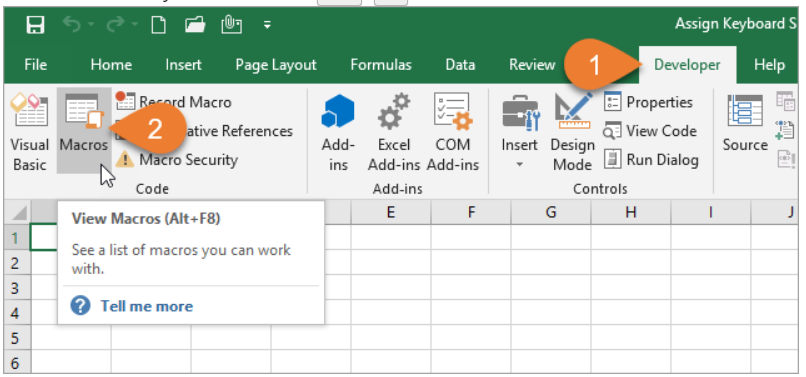 Assign Keyboard S
File Home Insert Page Layout Formulas Data Review 1 Developer Help
Visual Basic
Macros
Record Macro
2 ative References
Macro Security
Code
Add-ins
Excel Add-ins
COM Add-ins
Add-ins
Insert
Design Mode
Properties
View Code
Run Dialog
Controls
Source
E F G H I J
View Macros (Alt+F8)
See a list of macros you can work
with.
? Tell me more
1
2
3
4
5
6